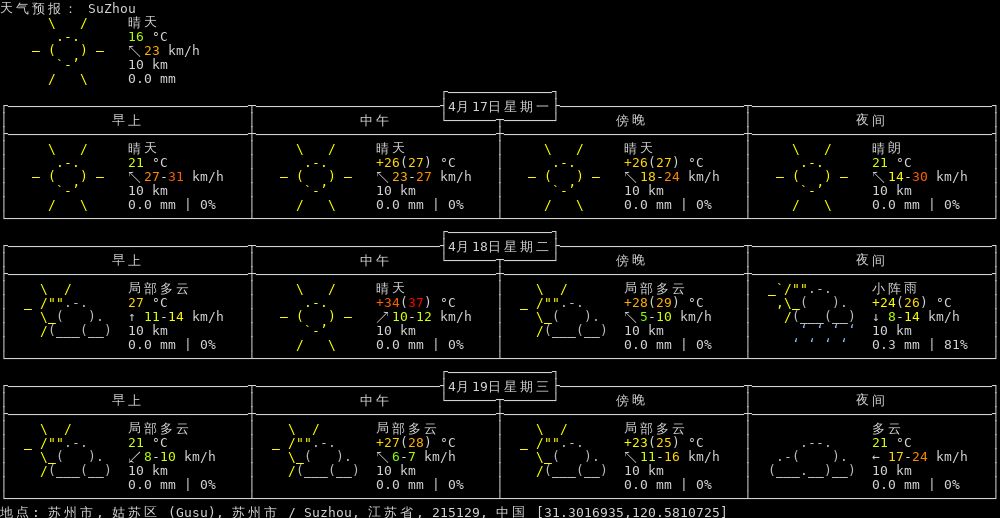 天气预报: SuZhou
晴天
16 °C
↖ 23 km/h
10 km
0.0 mm
4月17日星期一
早上 中午 傍晚 夜间
晴天 晴天 晴天 晴朗
21 °C +26(27) °C +26(27) °C 21 °C
↖ 27-31 km/h ↖ 23-27 km/h ↖ 18-24 km/h ↖ 14-30 km/h
10 km 10 km 10 km 10 km
0.0 mm | 0% 0.0 mm | 0% 0.0 mm | 0% 0.0 mm | 0%
4月18日星期二
早上 中午 傍晚 夜间
局部多云 晴天 局部多云 小阵雨
27 °C +34(37) °C +28(29) °C +24(26) °C
↑ 11-14 km/h ↗ 10-12 km/h ↖ 5-10 km/h ↓ 8-14 km/h
10 km 10 km 10 km 10 km
0.0 mm | 0% 0.0 mm | 0% 0.0 mm | 0% 0.3 mm | 81%
4月19日星期三
早上 中午 傍晚 夜间
局部多云 局部多云 局部多云 多云
21 °C +27(28) °C +23(25) °C 21 °C
↙ 8-10 km/h ↖ 6-7 km/h ↖ 11-16 km/h ← 17-24 km/h
10 km 10 km 10 km 10 km
0.0 mm | 0% 0.0 mm | 0% 0.0 mm | 0% 0.0 mm | 0%
地点: 苏州市, 姑苏区 (Gusu), 苏州市 / Suzhou, 江苏省, 215129, 中国 [31.3016935,120.5810725]